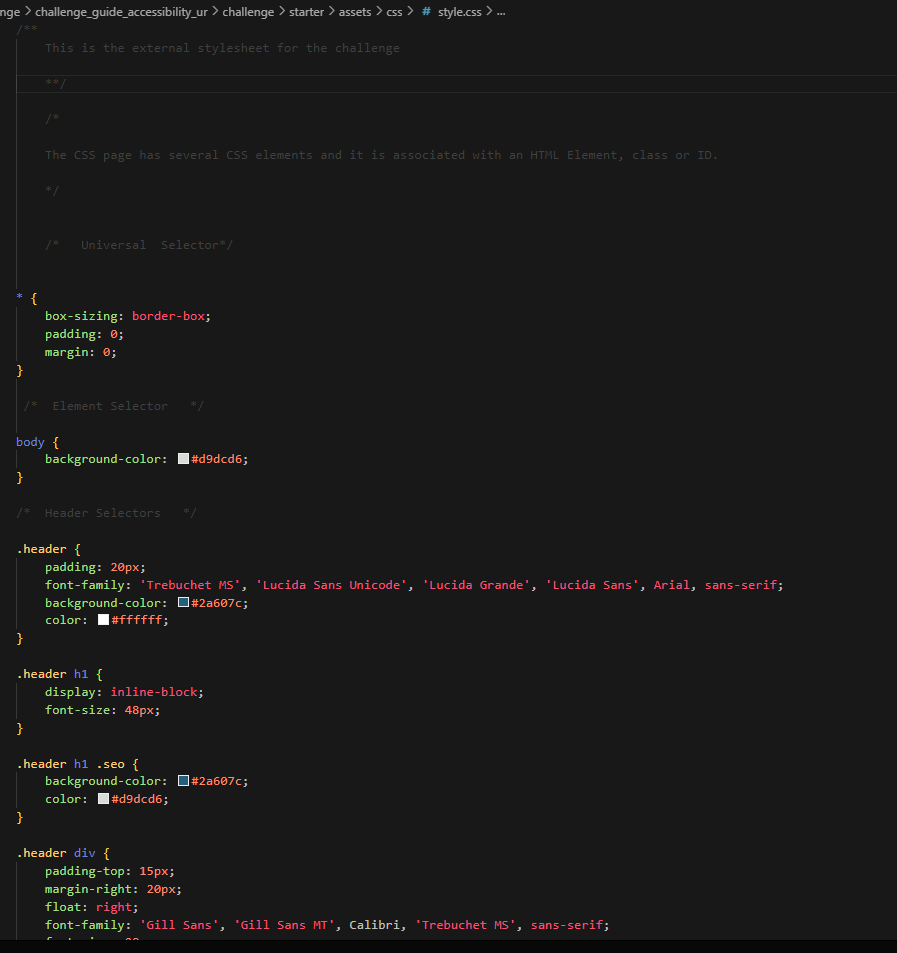 nge > challenge_guide_accessibility_ur > challenge > starter > assets > css > # style.css > ...
/**
This is the external stylesheet for the challenge
**/
/*
The CSS page has several CSS elements and it is associated with an HTML Element, class or ID.
*/
/*   Universal  Selector*/
* {
box-sizing: border-box;
padding: 0;
margin: 0;
}
/*  Element Selector   */
body {
background-color: #d9dcd6;
}
/*  Header Selectors   */
.header {
padding: 20px;
font-family: 'Trebuchet MS', 'Lucida Sans Unicode', 'Lucida Grande', 'Lucida Sans', Arial, sans-serif;
background-color: #2a607c;
color: #ffffff;
}
.header h1 {
display: inline-block;
font-size: 48px;
}
.header h1 .seo {
background-color: #2a607c;
color: #d9dcd6;
}
.header div {
padding-top: 15px;
margin-right: 20px;
float: right;
font-family: 'Gill Sans', 'Gill Sans MT', Calibri, 'Trebuchet MS', sans-serif;